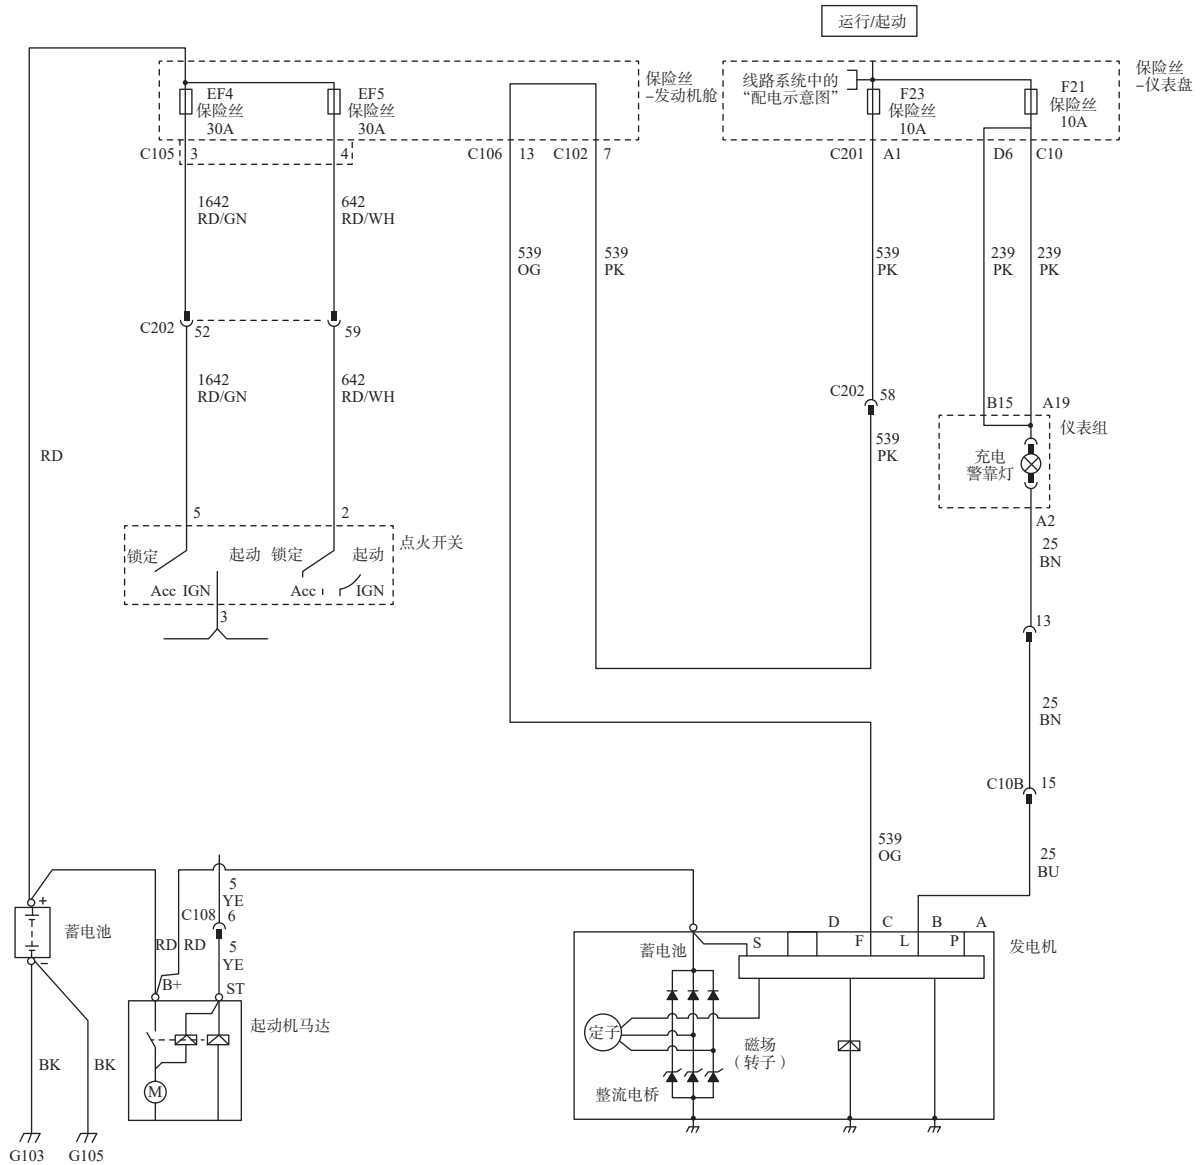 运行/起动
EF4
保险丝
30A
EF5
保险丝
30A
保险丝
–发动机舱
线路系统中的
“配电示意图”
F23
保险丝
10A
F21
保险丝
10A
保险丝
–仪表盘
C105 3
4
C106 13
C102 7
C201 A1
D6
C10
1642
RD/GN
642
RD/WH
539
OG
539
PK
539
PK
239
PK
239
PK
C202 52
59
1642
RD/GN
642
RD/WH
C202 58
539
PK
B15
A19
仪表组
充电
警靠灯
A2
RD
5
2
点火开关
锁定
起动
锁定
起动
Acc IGN
Acc
IGN
3
25
BN
13
25
BN
C10B 15
25
BU
539
OG
5
YE
C108 6
5
YE
+
蓄电池
–
RD RD
B+
ST
起动机马达
M
BK
BK
G103
G105
D
C
B
A
蓄电池
S
F
L
P
发电机
定子
磁场
（转子）
整流电桥